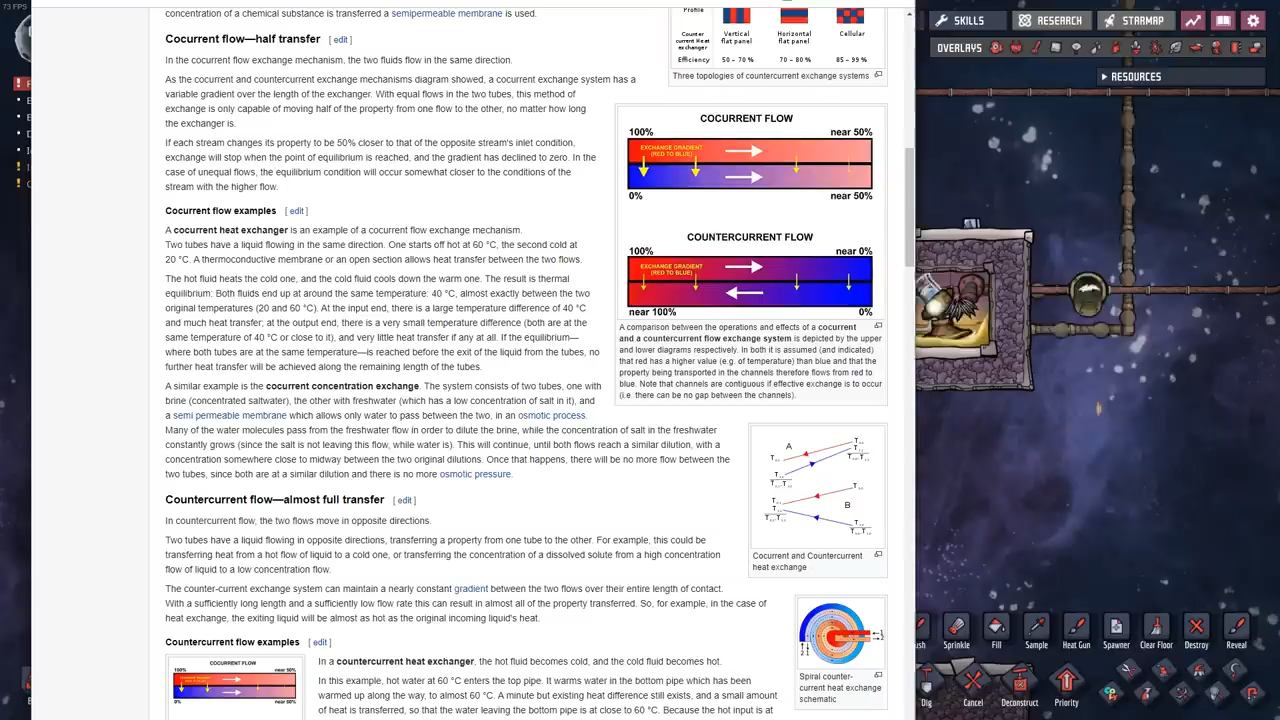 73 FPS
concentration of a chemical substance is transferred a semipermeable membrane is used.
Cocurrent flow—half transfer [ edit ]
In the cocurrent flow exchange mechanism, the two fluids flow in the same direction.
As the cocurrent and countercurrent exchange mechanisms diagram showed, a cocurrent exchange system has a
variable gradient over the length of the exchanger. With equal flows in the two tubes, this method of
exchange is only capable of moving half of the property from one flow to the other, no matter how long
the exchanger is.
If each stream changes its property to be 50% closer to that of the opposite stream's inlet condition,
exchange will stop when the point of equilibrium is reached, and the gradient has declined to zero. In the
case of unequal flows, the equilibrium condition will occur somewhat closer to the conditions of the
stream with the higher flow.
Cocurrent flow examples [ edit ]
A cocurrent heat exchanger is an example of a cocurrent flow exchange mechanism.
Two tubes have a liquid flowing in the same direction. One starts off hot at 60 °C, the second cold at
20 °C. A thermoconductive membrane or an open section allows heat transfer between the two flows.
The hot fluid heats the cold one, and the cold fluid cools down the warm one. The result is thermal
equilibrium: Both fluids end up at around the same temperature: 40 °C, almost exactly between the two
original temperatures (20 and 60 °C). At the input end, there is a large temperature difference of 40 °C
and much heat transfer; at the output end, there is a very small temperature difference (both are at the
same temperature of 40 °C or close to it), and very little heat transfer if any at all. If the equilibrium—
where both tubes are at the same temperature—is reached before the exit of the liquid from the tubes, no
further heat transfer will be achieved along the remaining length of the tubes.
A similar example is the cocurrent concentration exchange. The system consists of two tubes, one with
brine (concentrated saltwater), the other with freshwater (which has a low concentration of salt in it), and
a semi permeable membrane which allows only water to pass between the two, in an osmotic process.
Many of the water molecules pass from the freshwater flow in order to dilute the brine, while the concentration of salt in the freshwater
constantly grows (since the salt is not leaving this flow, while water is). This will continue, until both flows reach a similar dilution, with a
concentration somewhere close to midway between the two original dilutions. Once that happens, there will be no more flow between the
two tubes, since both are at a similar dilution and there is no more osmotic pressure.
Countercurrent flow—almost full transfer [ edit ]
In countercurrent flow, the two flows move in opposite directions.
Two tubes have a liquid flowing in opposite directions, transferring a property from one tube to the other. For example, this could be
transferring heat from a hot flow of liquid to a cold one, or transferring the concentration of a dissolved solute from a high concentration
flow of liquid to a low concentration flow.
The counter-current exchange system can maintain a nearly constant gradient between the two flows over their entire length of contact.
With a sufficiently long length and a sufficiently low flow rate this can result in almost all of the property transferred. So, for example, in the case of
heat exchange, the exiting liquid will be almost as hot as the original incoming liquid's heat.
Countercurrent flow examples [ edit ]
COCURRENT FLOW
100% near 50%
0% near 50%
In a countercurrent heat exchanger, the hot fluid becomes cold, and the cold fluid becomes hot.
In this example, hot water at 60 °C enters the top pipe. It warms water in the bottom pipe which has been
warmed up along the way, to almost 60 °C. A minute but existing heat difference still exists, and a small amount
of heat is transferred, so that the water leaving the bottom pipe is at close to 60 °C. Because the hot input is at
Profile
Counter current Heat exchanger
Vertical flat panel
Horizontal flat panel
Cellular
Efficiency 50 – 70 % 70 – 80 % 85 – 99 %
Three topologies of countercurrent exchange systems
COCURRENT FLOW
100% near 50%
EXCHANGE GRADIENT
(RED TO BLUE)
0% near 50%
COUNTERCURRENT FLOW
100% near 0%
EXCHANGE GRADIENT
(RED TO BLUE)
near 100% 0%
A comparison between the operations and effects of a cocurrent
and a countercurrent flow exchange system is depicted by the upper
and lower diagrams respectively. In both it is assumed (and indicated)
that red has a higher value (e.g. of temperature) than blue and that the
property being transported in the channels therefore flows from red to
blue. Note that channels are contiguous if effective exchange is to occur
(i.e. there can be no gap between the channels).
A
B
Cocurrent and Countercurrent
heat exchange
Spiral counter-
current heat exchange
schematic
SKILLS RESEARCH STARMAP
OVERLAYS
RESOURCES
Sprinkle Fill Sample Heat Gun Spawner Clear Floor Destroy Reveal
Dig Cancel Deconstruct Priority